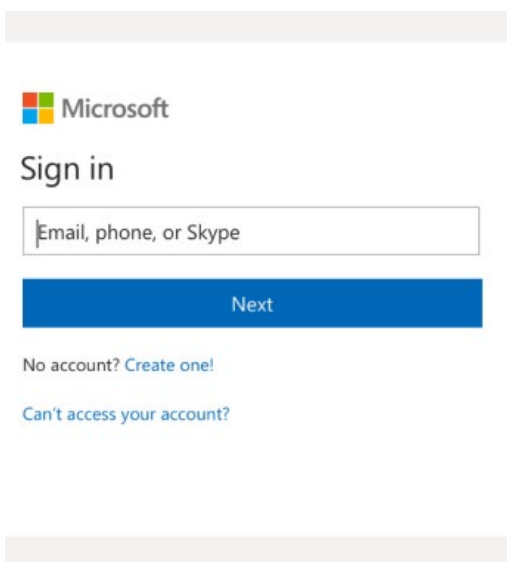 Microsoft
Sign in
Email, phone, or Skype
Next
No account? Create one!
Can't access your account?